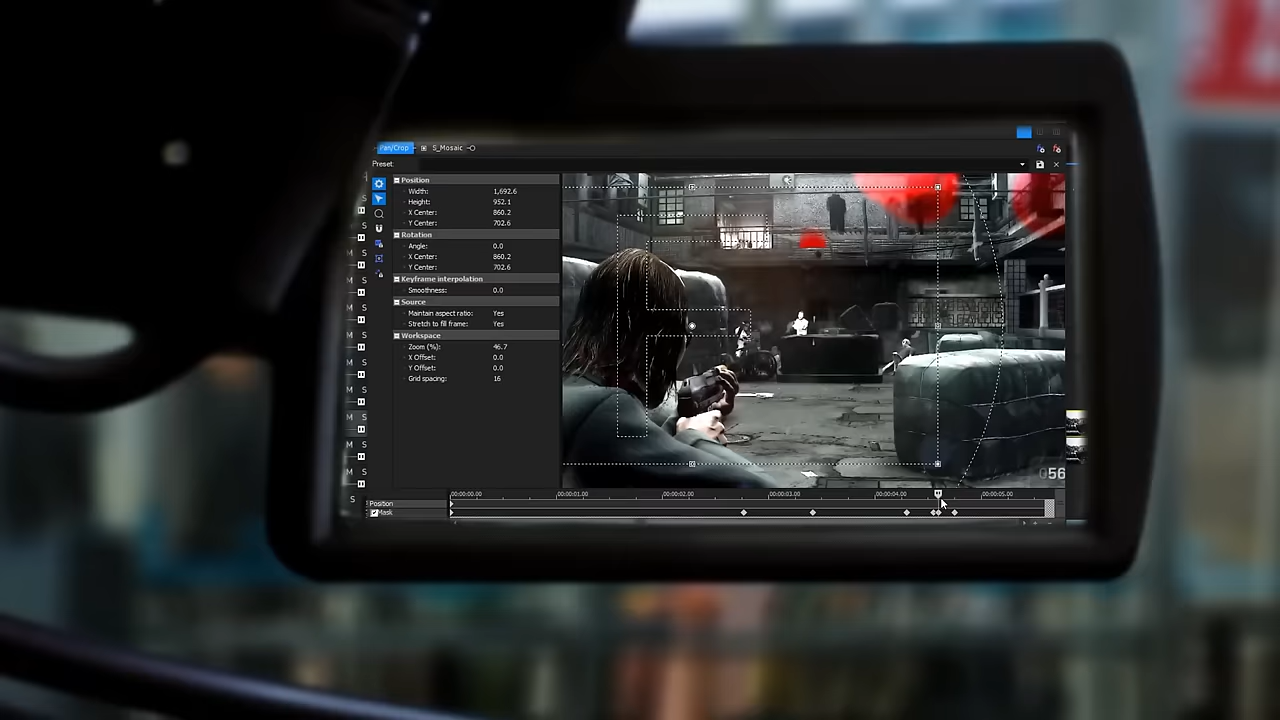 Pan/Crop S_Mosaic
Preset:
Position
Width: 1,692.6
Height: 952.1
X Center: 860.2
Y Center: 702.6
Rotation
Angle: 0.0
X Center: 860.2
Y Center: 702.6
Keyframe interpolation
Smoothness: 0.0
Source
Maintain aspect ratio: Yes
Stretch to fill frame: Yes
Workspace
Zoom (%): 46.7
X Offset: 0.0
Y Offset: 0.0
Grid spacing: 16
S
S
S
M S
M S
M S
M S
M S
M S
M S
M S
S
056
00:00:00.00 00:00:01.00 00:00:02.00 00:00:03.00 00:00:04.00 00:00:05.00
Position
Mask